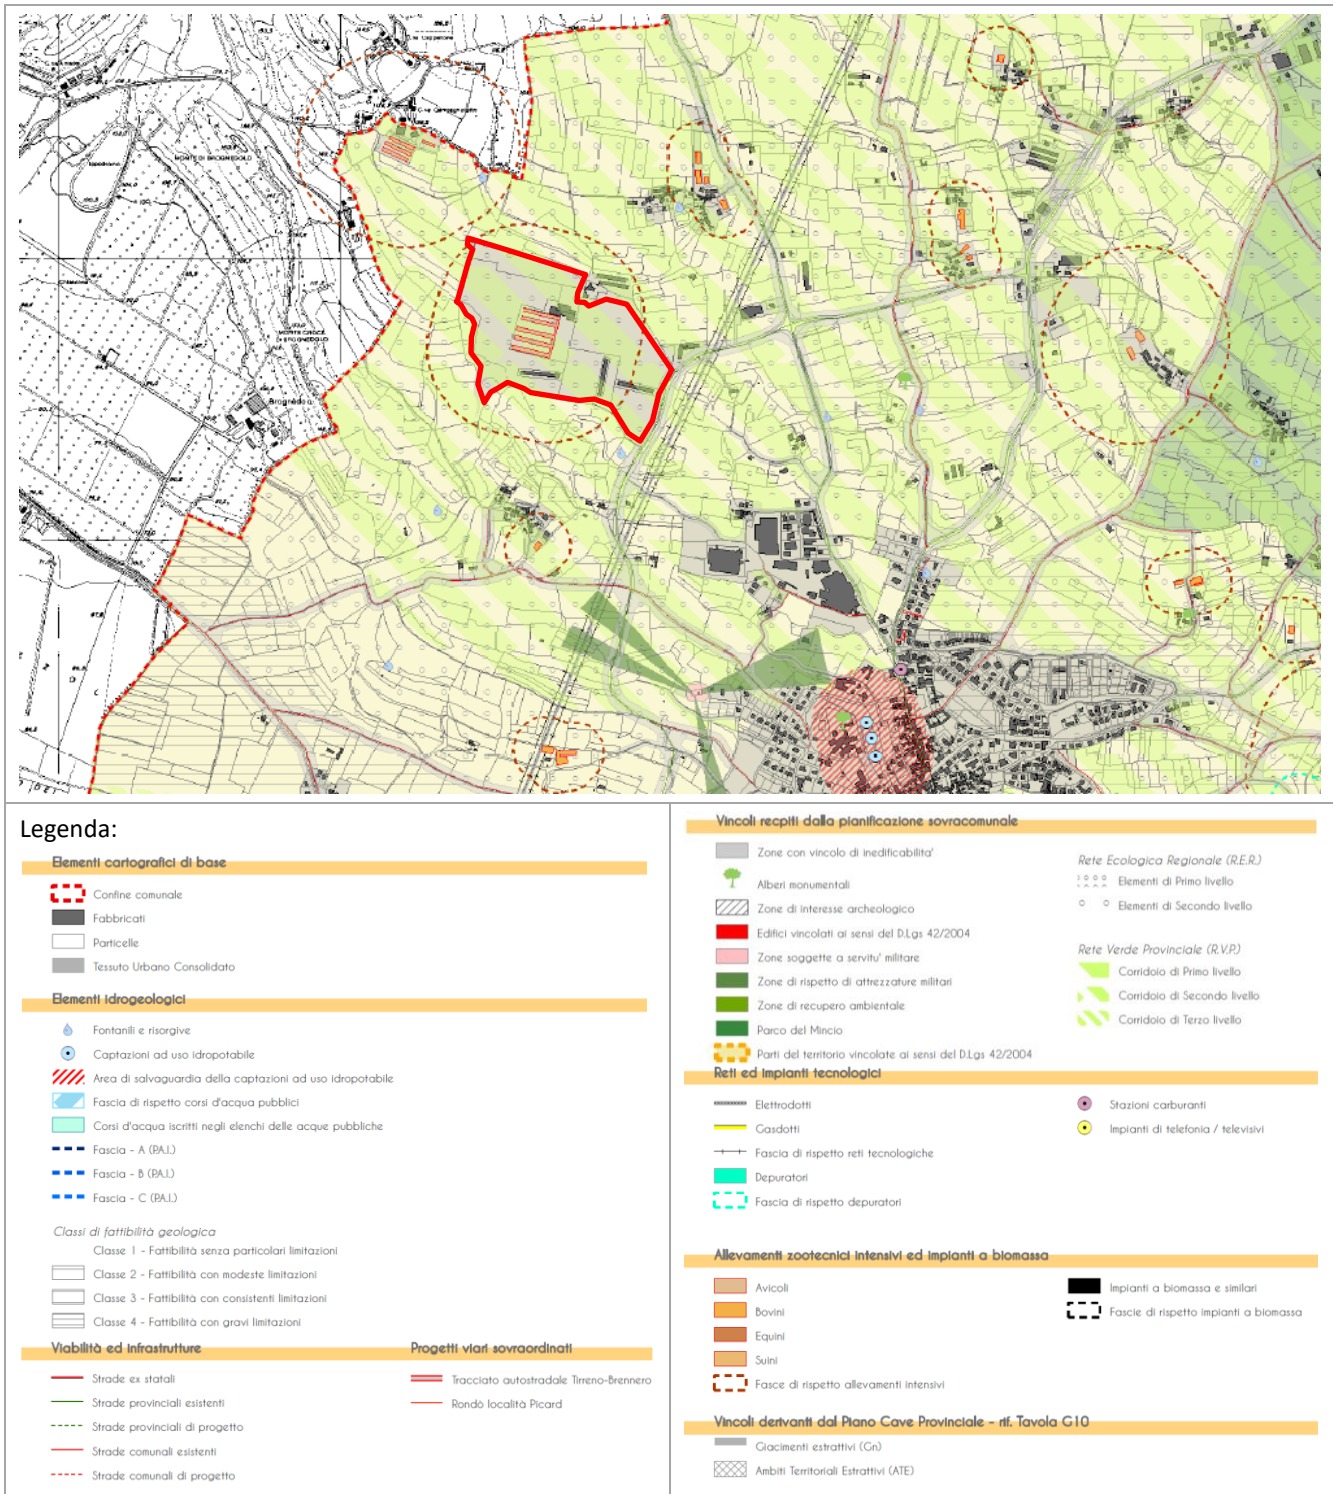 MONTE DI BROGNEDOLO
MONTE CROCE
Brognedolo
Legenda:
Elementi cartografici di base
Confine comunale
Fabbricati
Particelle
Tessuto Urbano Consolidato
Elementi idrogeologici
Fontanili e risorgive
Captazioni ad uso idropotabile
Area di salvaguardia della captazioni ad uso idropotabile
Fascia di rispetto corsi d'acqua pubblici
Corsi d'acqua iscritti negli elenchi delle acque pubbliche
Fascia - A (P.A.I.)
Fascia - B (P.A.I.)
Fascia - C (P.A.I.)
Classi di fattibilità geologica
Classe 1 - Fattibilità senza particolari limitazioni
Classe 2 - Fattibilità con modeste limitazioni
Classe 3 - Fattibilità con consistenti limitazioni
Classe 4 - Fattibilità con gravi limitazioni
Viabilità ed infrastrutture
Strade ex statali
Strade provinciali esistenti
Strade provinciali di progetto
Strade comunali esistenti
Strade comunali di progetto
Progetti viari sovraordinati
Tracciato autostradale Tirreno-Brennero
Rondò località Picard
Vincoli recpiti dalla pianificazione sovracomunale
Zone con vincolo di inedificabilita'
Alberi monumentali
Zone di interesse archeologico
Edifici vincolati ai sensi del D.Lgs 42/2004
Zone soggette a servitu' militare
Zone di rispetto di attrezzature militari
Zone di recupero ambientale
Parco del Mincio
Parti del territorio vincolate ai sensi del D.Lgs 42/2004
Rete Ecologica Regionale (R.E.R.)
Elementi di Primo livello
Elementi di Secondo livello
Rete Verde Provinciale (R.V.P.)
Corridoio di Primo livello
Corridoio di Secondo livello
Corridoio di Terzo livello
Reti ed impianti tecnologici
Elettrodotti
Gasdotti
Fascia di rispetto reti tecnologiche
Depuratori
Fascia di rispetto depuratori
Stazioni carburanti
Impianti di telefonia / televisivi
Allevamenti zootecnici intensivi ed impianti a biomassa
Avicoli
Bovini
Equini
Suini
Fasce di rispetto allevamenti intensivi
Impianti a biomassa e similari
Fascie di rispetto impianti a biomassa
Vincoli derivanti dal Piano Cave Provinciale - rif. Tavola G10
Giacimenti estrattivi (Gn)
Ambiti Territoriali Estrattivi (ATE)